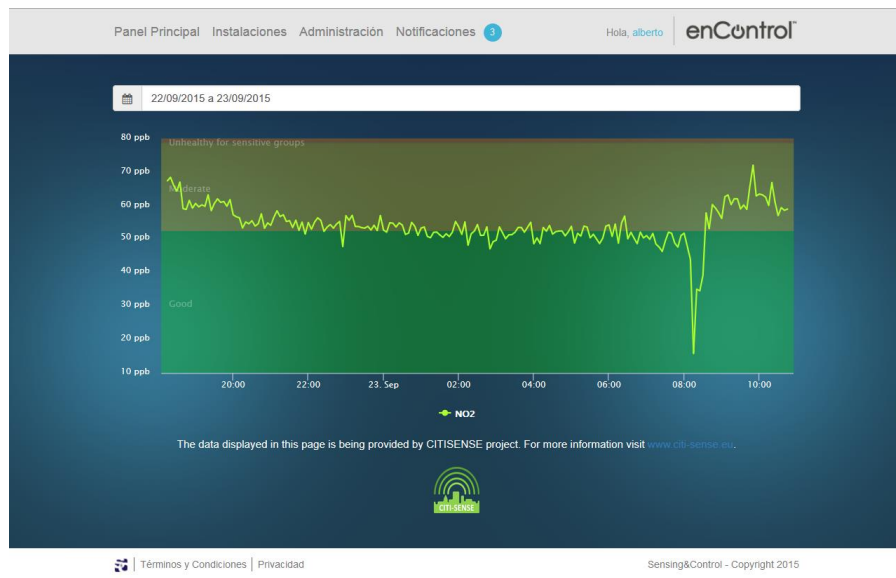 Panel Principal Instalaciones Administración Notificaciones 3 Hola, alberto enControl™
22/09/2015 a 23/09/2015
80 ppb
Unhealthy for sensitive groups
70 ppb
Moderate
60 ppb
50 ppb
40 ppb
30 ppb
Good
20 ppb
10 ppb
20:00 22:00 23. Sep 02:00 04:00 06:00 08:00 10:00
NO2
The data displayed in this page is being provided by CITISENSE project. For more information visit www.citi-sense.eu.
CITI-SENSE
Términos y Condiciones | Privacidad Sensing&Control - Copyright 2015